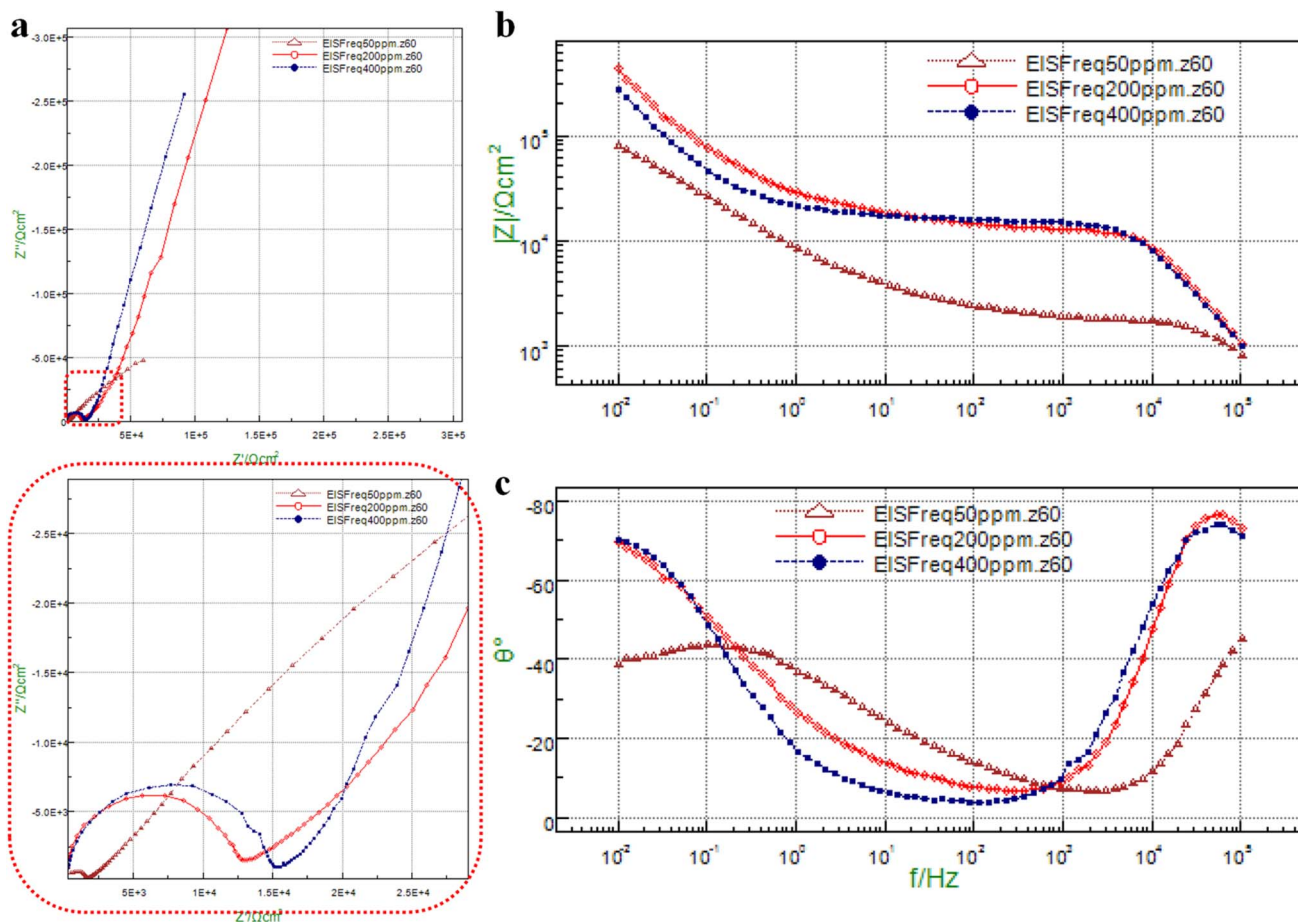 a
-3.0E+5
-2.5E+5
-2.0E+5
-1.5E+5
-1.0E+5
-5.0E+4
0
Z''/Ωcm²
EISFreq50ppm.z60
EISFreq200ppm.z60
EISFreq400ppm.z60
5E+4 1E+5 1.5E+5 2E+5 2.5E+5 3E+5
Z'/Ωcm²
-2.5E+4
-2.0E+4
-1.5E+4
-1.0E+4
-5.0E+3
Z''/Ωcm²
EISFreq50ppm.z60
EISFreq200ppm.z60
EISFreq400ppm.z60
5E+3 1E+4 1.5E+4 2E+4 2.5E+4
Z'/Ωcm²
b
|Z|/Ωcm²
10⁵
10⁴
10³
EISFreq50ppm.z60
EISFreq200ppm.z60
EISFreq400ppm.z60
10⁻² 10⁻¹ 10⁰ 10¹ 10² 10³ 10⁴ 10⁵
c
-80
-60
-40
-20
0
θ°
EISFreq50ppm.z60
EISFreq200ppm.z60
EISFreq400ppm.z60
10⁻² 10⁻¹ 10⁰ 10¹ 10² 10³ 10⁴ 10⁵
f/Hz